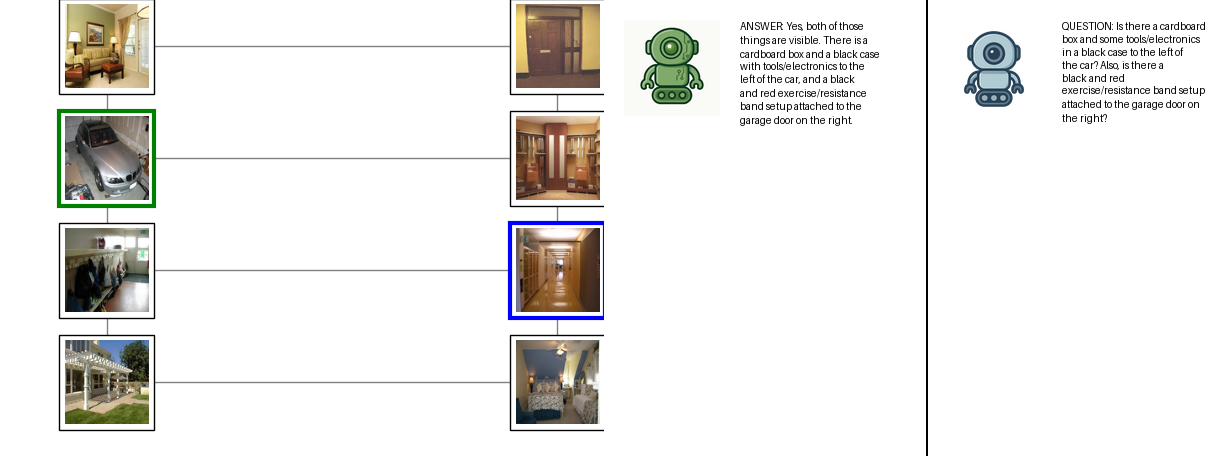 ANSWER: Yes, both of those
things are visible. There is a
cardboard box and a black case
with tools/electronics to the
left of the car, and a black
and red exercise/resistance
band setup attached to the
garage door on the right.
QUESTION: Is there a cardboard
box and some tools/electronics
in a black case to the left of
the car? Also, is there a
black and red
exercise/resistance band setup
attached to the garage door on
the right?